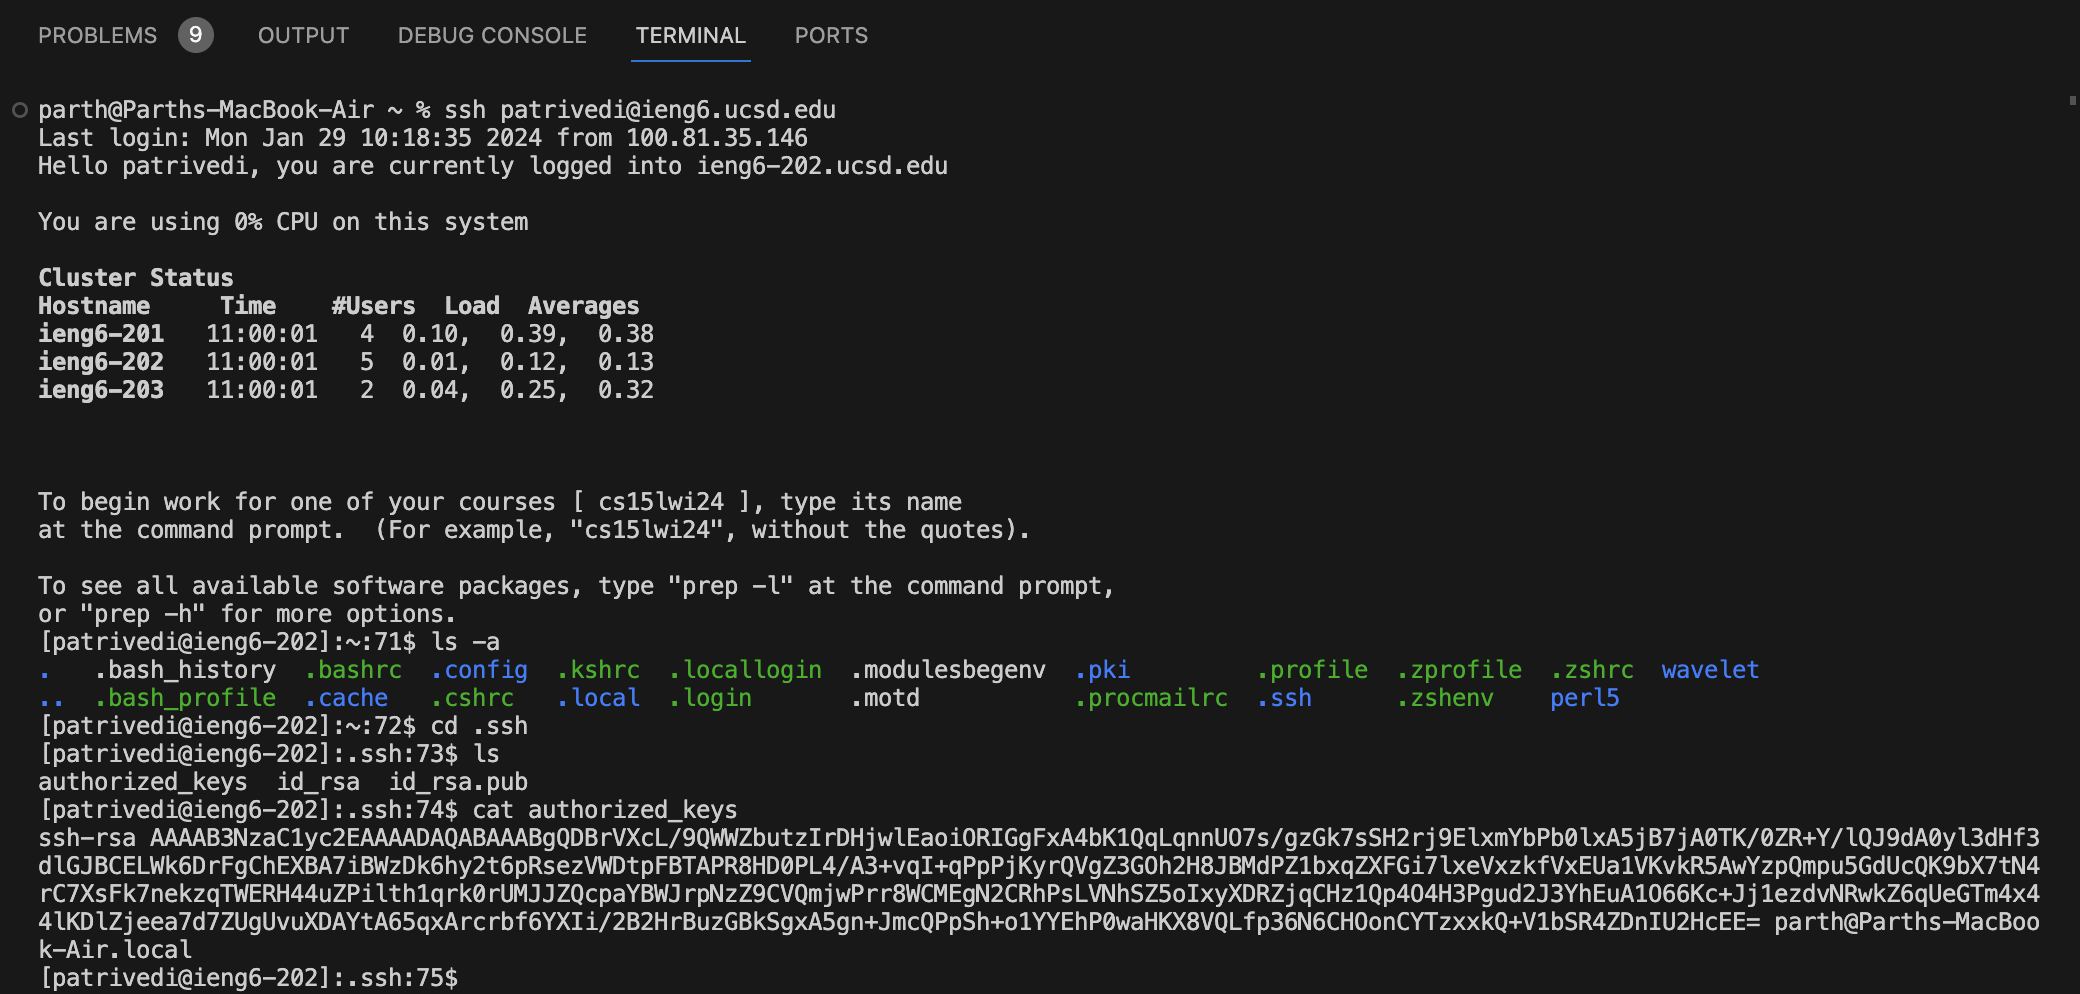 PROBLEMS 9 OUTPUT DEBUG CONSOLE TERMINAL PORTS
parth@Parths-MacBook-Air ~ % ssh patrivedi@ieng6.ucsd.edu
Last login: Mon Jan 29 10:18:35 2024 from 100.81.35.146
Hello patrivedi, you are currently logged into ieng6-202.ucsd.edu
You are using 0% CPU on this system
Cluster Status
Hostname     Time    #Users  Load  Averages
ieng6-201   11:00:01   4  0.10,  0.39,  0.38
ieng6-202   11:00:01   5  0.01,  0.12,  0.13
ieng6-203   11:00:01   2  0.04,  0.25,  0.32
To begin work for one of your courses [ cs15lwi24 ], type its name
at the command prompt.  (For example, "cs15lwi24", without the quotes).
To see all available software packages, type "prep -l" at the command prompt,
or "prep -h" for more options.
[patrivedi@ieng6-202]:~:71$ ls -a
.   .bash_history  .bashrc  .config  .kshrc  .locallogin  .modulesbegenv  .pki         .profile  .zprofile  .zshrc  wavelet
..  .bash_profile  .cache   .cshrc   .local  .login       .motd           .procmailrc  .ssh      .zshenv    perl5
[patrivedi@ieng6-202]:~:72$ cd .ssh
[patrivedi@ieng6-202]:.ssh:73$ ls
authorized_keys  id_rsa  id_rsa.pub
[patrivedi@ieng6-202]:.ssh:74$ cat authorized_keys
ssh-rsa AAAAB3NzaC1yc2EAAAADAQABAAABgQDBrVXcL/9QWWZbutzIrDHjwlEaoiORIGgFxA4bK1QqLqnnUO7s/gzGk7sSH2rj9ElxmYbPb0lxA5jB7jA0TK/0ZR+Y/lQJ9dA0yl3dHf3
dlGJBCELWk6DrFgChEXBA7iBWzDk6hy2t6pRsezVWDtpFBTAPR8HD0PL4/A3+vqI+qPpPjKyrQVgZ3GOh2H8JBMdPZ1bxqZXFGi7lxeVxzkfVxEUa1VKvkR5AwYzpQmpu5GdUcQK9bX7tN4
rC7XsFk7nekzqTWERH44uZPilth1qrk0rUMJJZQcpaYBWJrpNzZ9CVQmjwPrr8WCMEgN2CRhPsLVNhSZ5oIxyXDRZjqCHz1Qp4O4H3Pgud2J3YhEuA1O66Kc+Jj1ezdvNRwkZ6qUeGTm4x4
4lKDlZjeea7d7ZUgUvuXDAYtA65qxArcrbf6YXIi/2B2HrBuzGBkSgxA5gn+JmcQPpSh+o1YYEhP0waHKX8VQLfp36N6CHOonCYTzxxkQ+V1bSR4ZDnIU2HcEE= parth@Parths-MacBoo
k-Air.local
[patrivedi@ieng6-202]:.ssh:75$